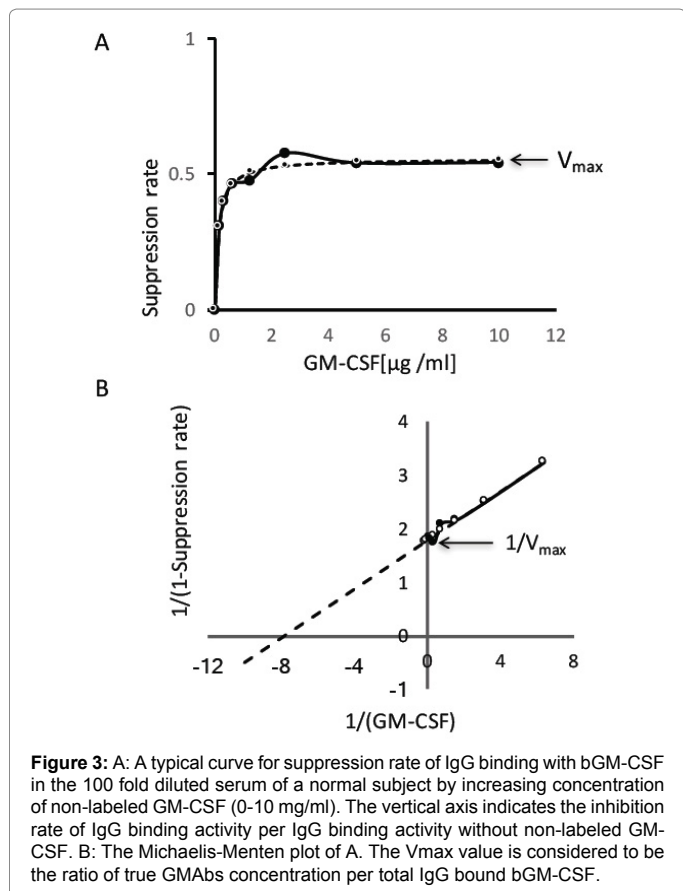 A
1
0.5
0
Suppression rate
V max
0 2 4 6 8 10 12
GM-CSF[µg /ml]
B
4
3
2
1
0
-1
1/(1-Suppression rate)
1/V max
-12 -8 -4 0 4 8
1/(GM-CSF)
Figure 3: A: A typical curve for suppression rate of IgG binding with bGM-CSF
in the 100 fold diluted serum of a normal subject by increasing concentration
of non-labeled GM-CSF (0-10 mg/ml). The vertical axis indicates the inhibition
rate of IgG binding activity per IgG binding activity without non-labeled GM-
CSF. B: The Michaelis-Menten plot of A. The Vmax value is considered to be
the ratio of true GMAbs concentration per total IgG bound bGM-CSF.